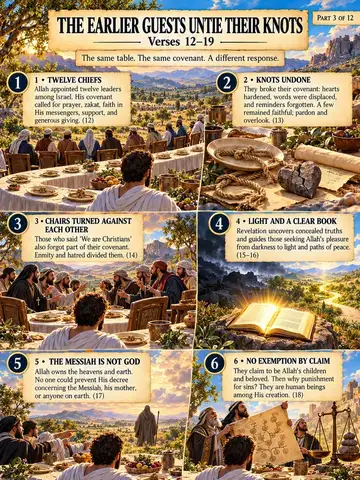 THE EARLIER GUESTS UNTIE THEIR KNOTS
PART 3 OF 12
Verses 12–19
The same table. The same covenant. A different response.
1
1 • TWELVE CHIEFS
Allah appointed twelve leaders
among Israel. His covenant
called for prayer, zakat, faith in
His messengers, support, and
generous giving. (12)
2
2 • KNOTS UNDONE
They broke their covenant: hearts
hardened, words were displaced,
and reminders forgotten. A few
remained faithful; pardon and
overlook. (13)
3
3 • CHAIRS TURNED AGAINST
EACH OTHER
Those who said 'We are Christians'
also forgot part of their covenant.
Enmity and hatred divided them. (14)
4
4 • LIGHT AND A CLEAR BOOK
Revelation uncovers concealed truths
and guides those seeking Allah's pleasure
from darkness to light and paths of peace.
(15–16)
5
5 • THE MESSIAH IS NOT GOD
Allah owns the heavens and earth.
No one could prevent His decree
concerning the Messiah, his mother,
or anyone on earth. (17)
6
6 • NO EXEMPTION BY CLAIM
They claim to be Allah's children
and beloved. Then why punishment
for sins? They are human beings
among His creation. (18)